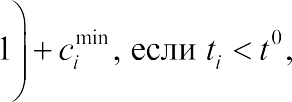 1) + c_i^min, если t_i < t^0,